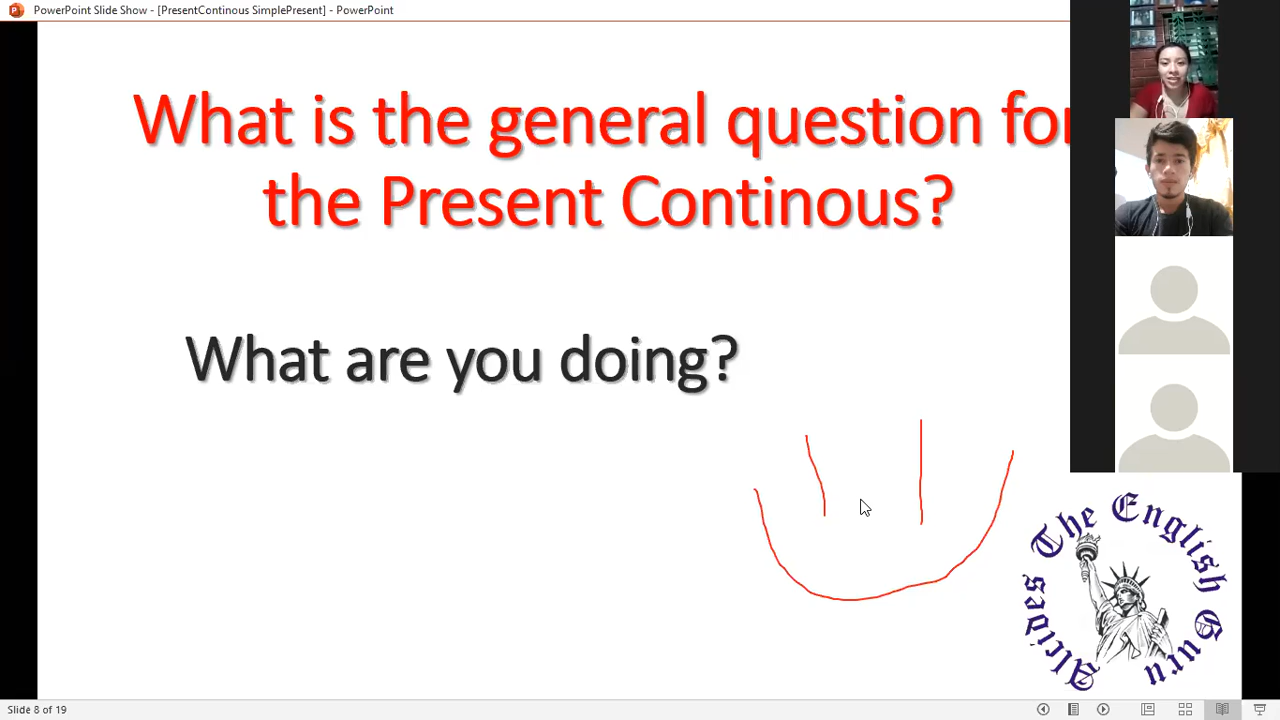 PowerPoint Slide Show - [PresentContinous SimplePresent] - PowerPoint
What is the general question for
the Present Continous?
What are you doing?
Alcides The English Guru
Slide 8 of 19